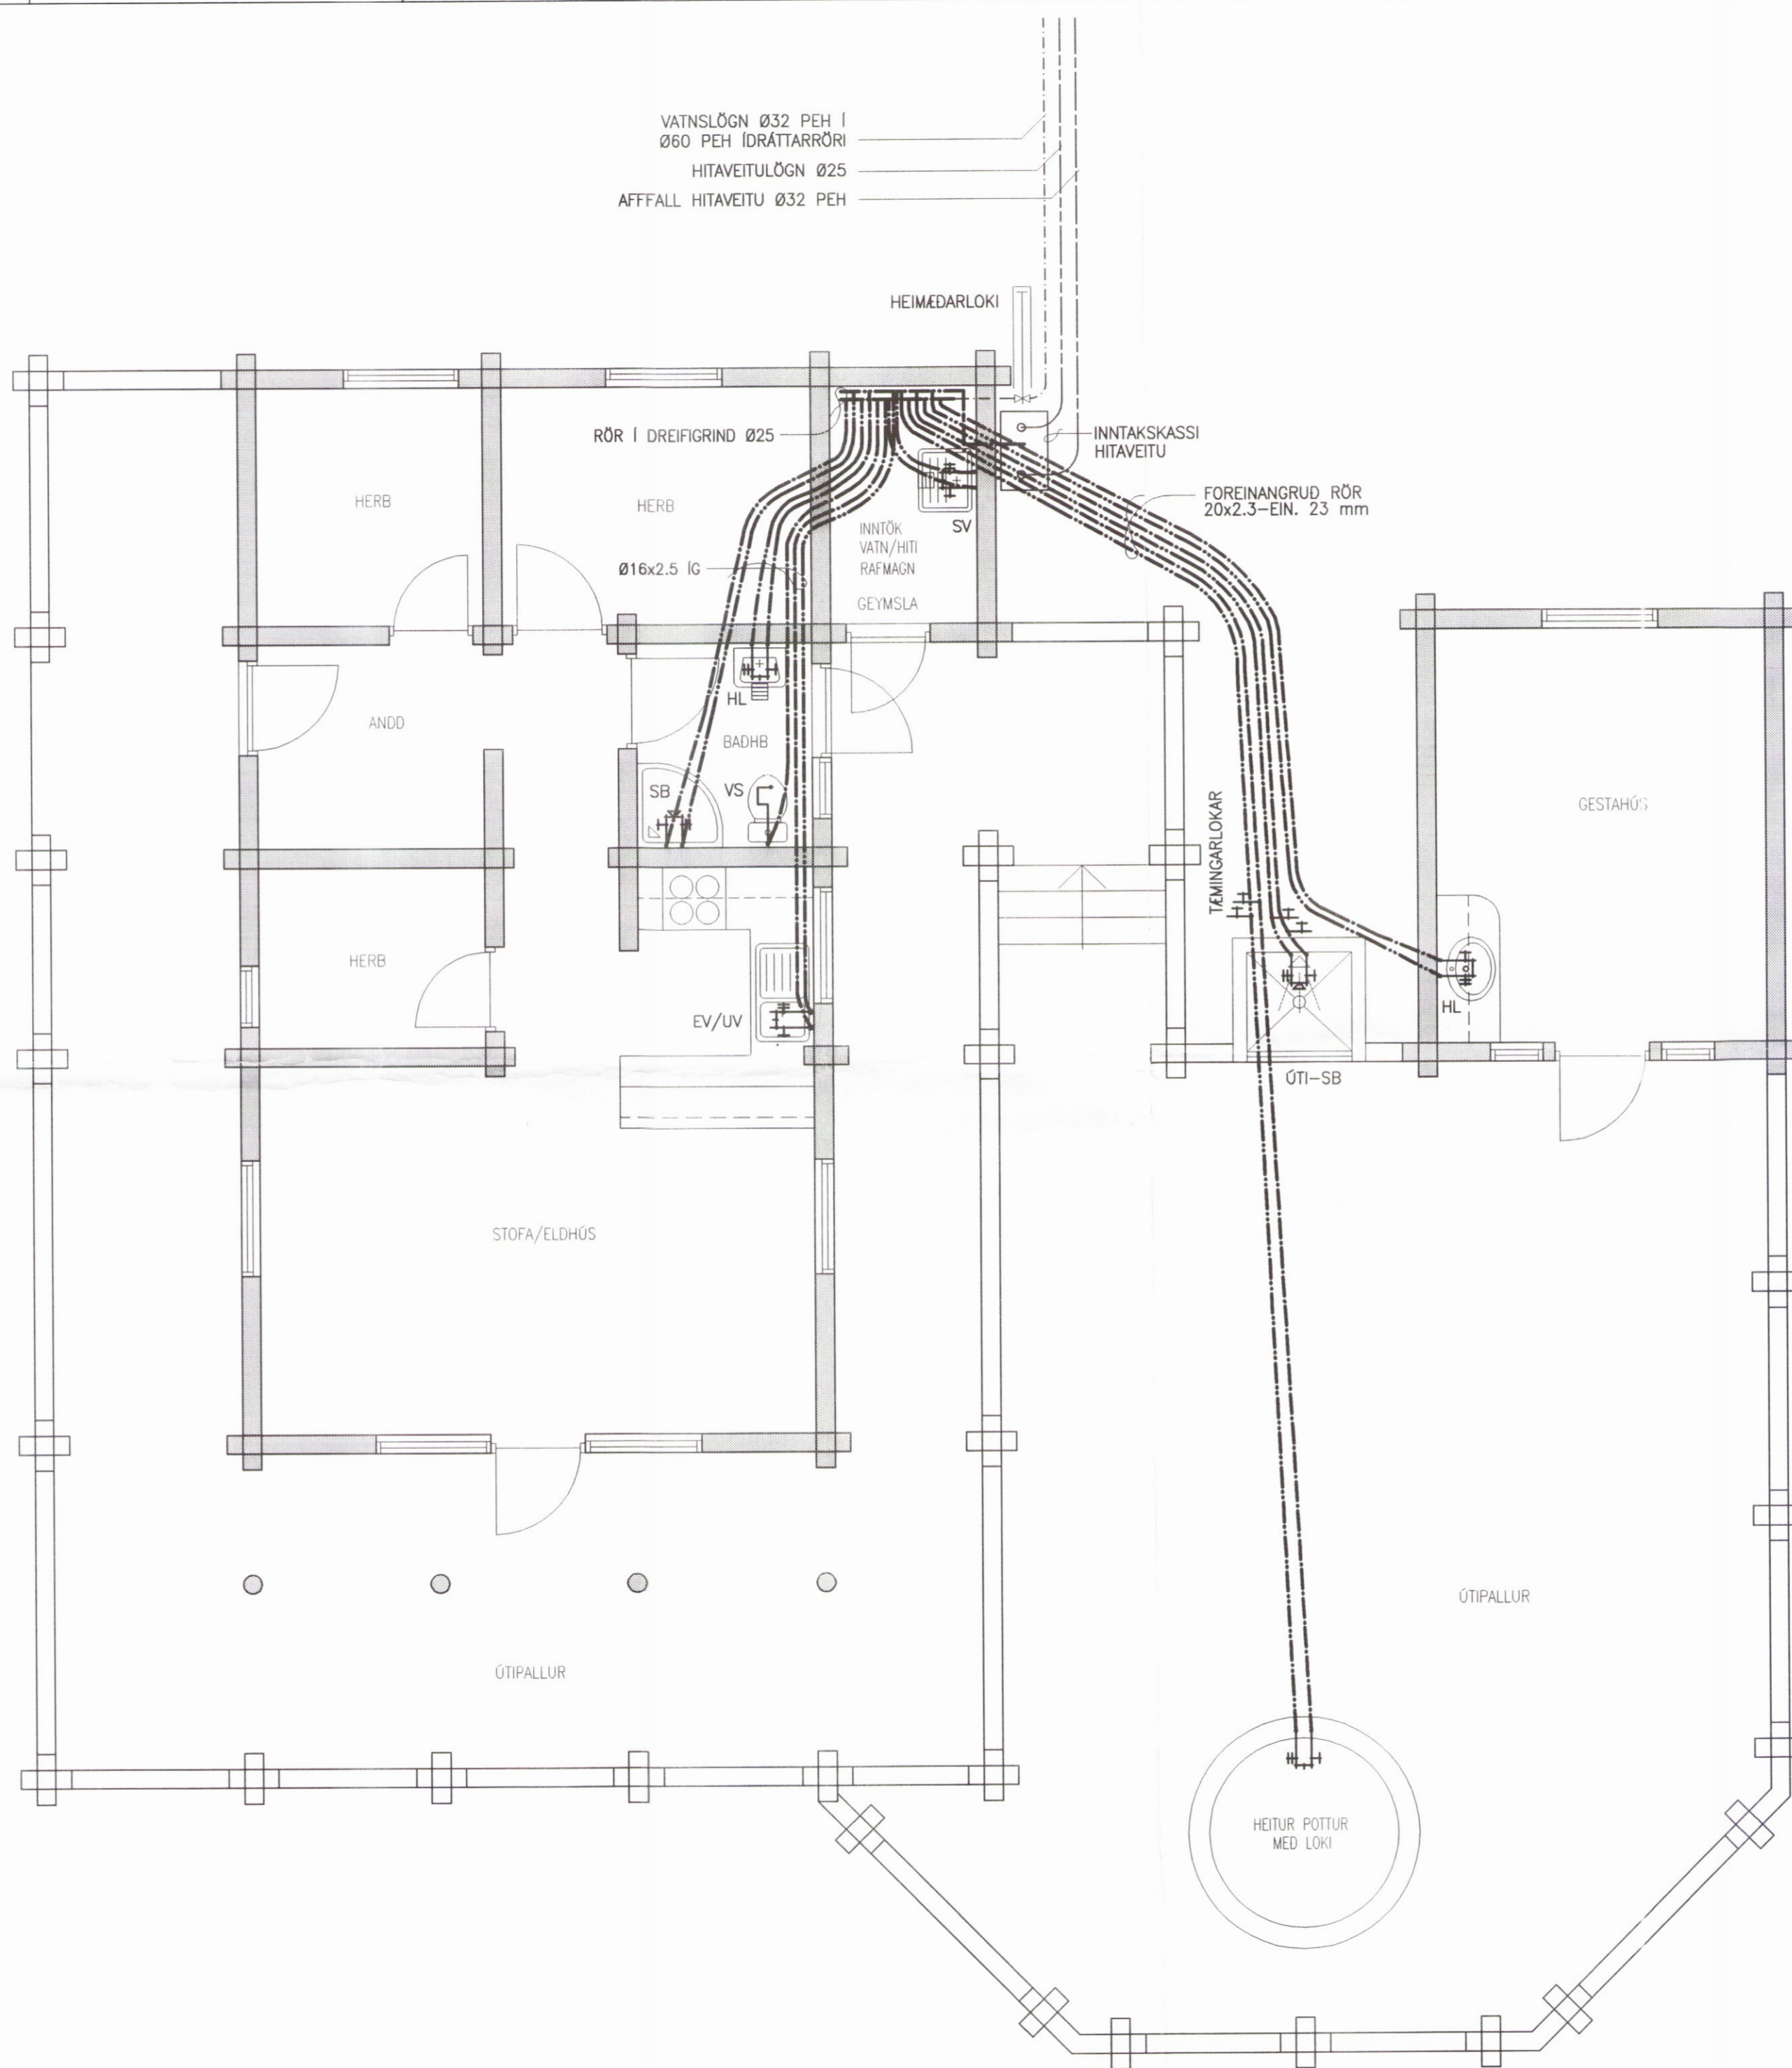 VATNSLÖGN Ø32 PEH Í
Ø60 PEH ÍDRÁTTARRÖRI
HITAVEITULÖGN Ø25
AFFFALL HITAVEITU Ø32 PEH
HEIMÆÐARLOKI
RÖR Í DREIFIGRIND Ø25
INNTAKSKASSI
HITAVEITU
FOREINANGRUÐ RÖR
20x2.3-EIN. 23 mm
HERB
HERB
SV
INNTÖK
VATN/HITI
RAFMAGN
GEYMSLA
Ø16x2.5 ÍG
HL
ANDD
BADHB
SB
VS
TÆMINGARLOKAR
GESTAHÚS
HERB
EV/UV
HL
ÚTI-SB
STOFA/ELDHÚS
ÚTIPALLUR
ÚTIPALLUR
HEITUR POTTUR
MED LOKI